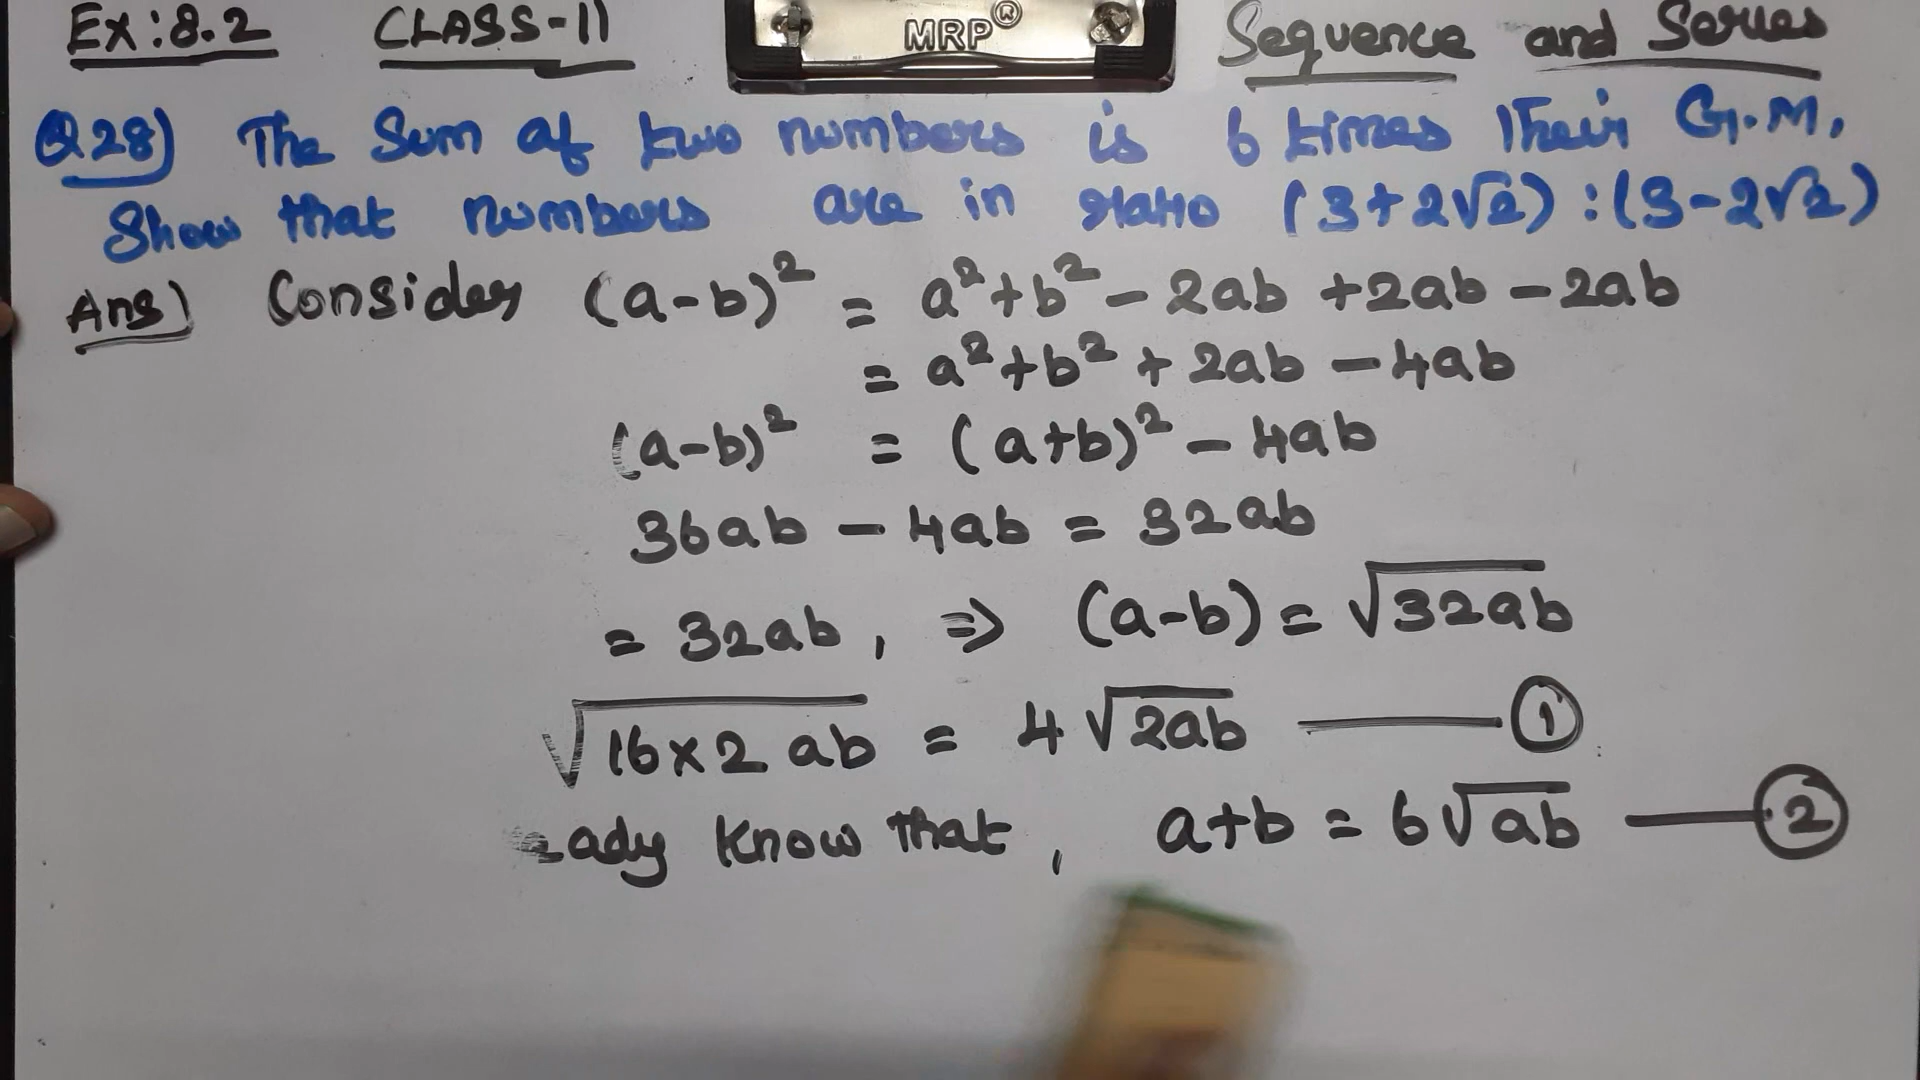 Ex:8.2 CLASS-11 MRP® Sequence and Series
Q28) The Sum of two numbers is 6 times their G.M.
Show that numbers are in ratio (3+2√2):(3-2√2)
Ans) Consider (a-b)² = a²+b²-2ab+2ab-2ab
= a²+b²+2ab-4ab
(a-b)² = (a+b)²-4ab
36ab-4ab = 32ab
= 32ab, ⇒ (a-b) = √32ab
√16×2 ab = 4√2ab —— ①
know that, a+b = 6√ab —— ②